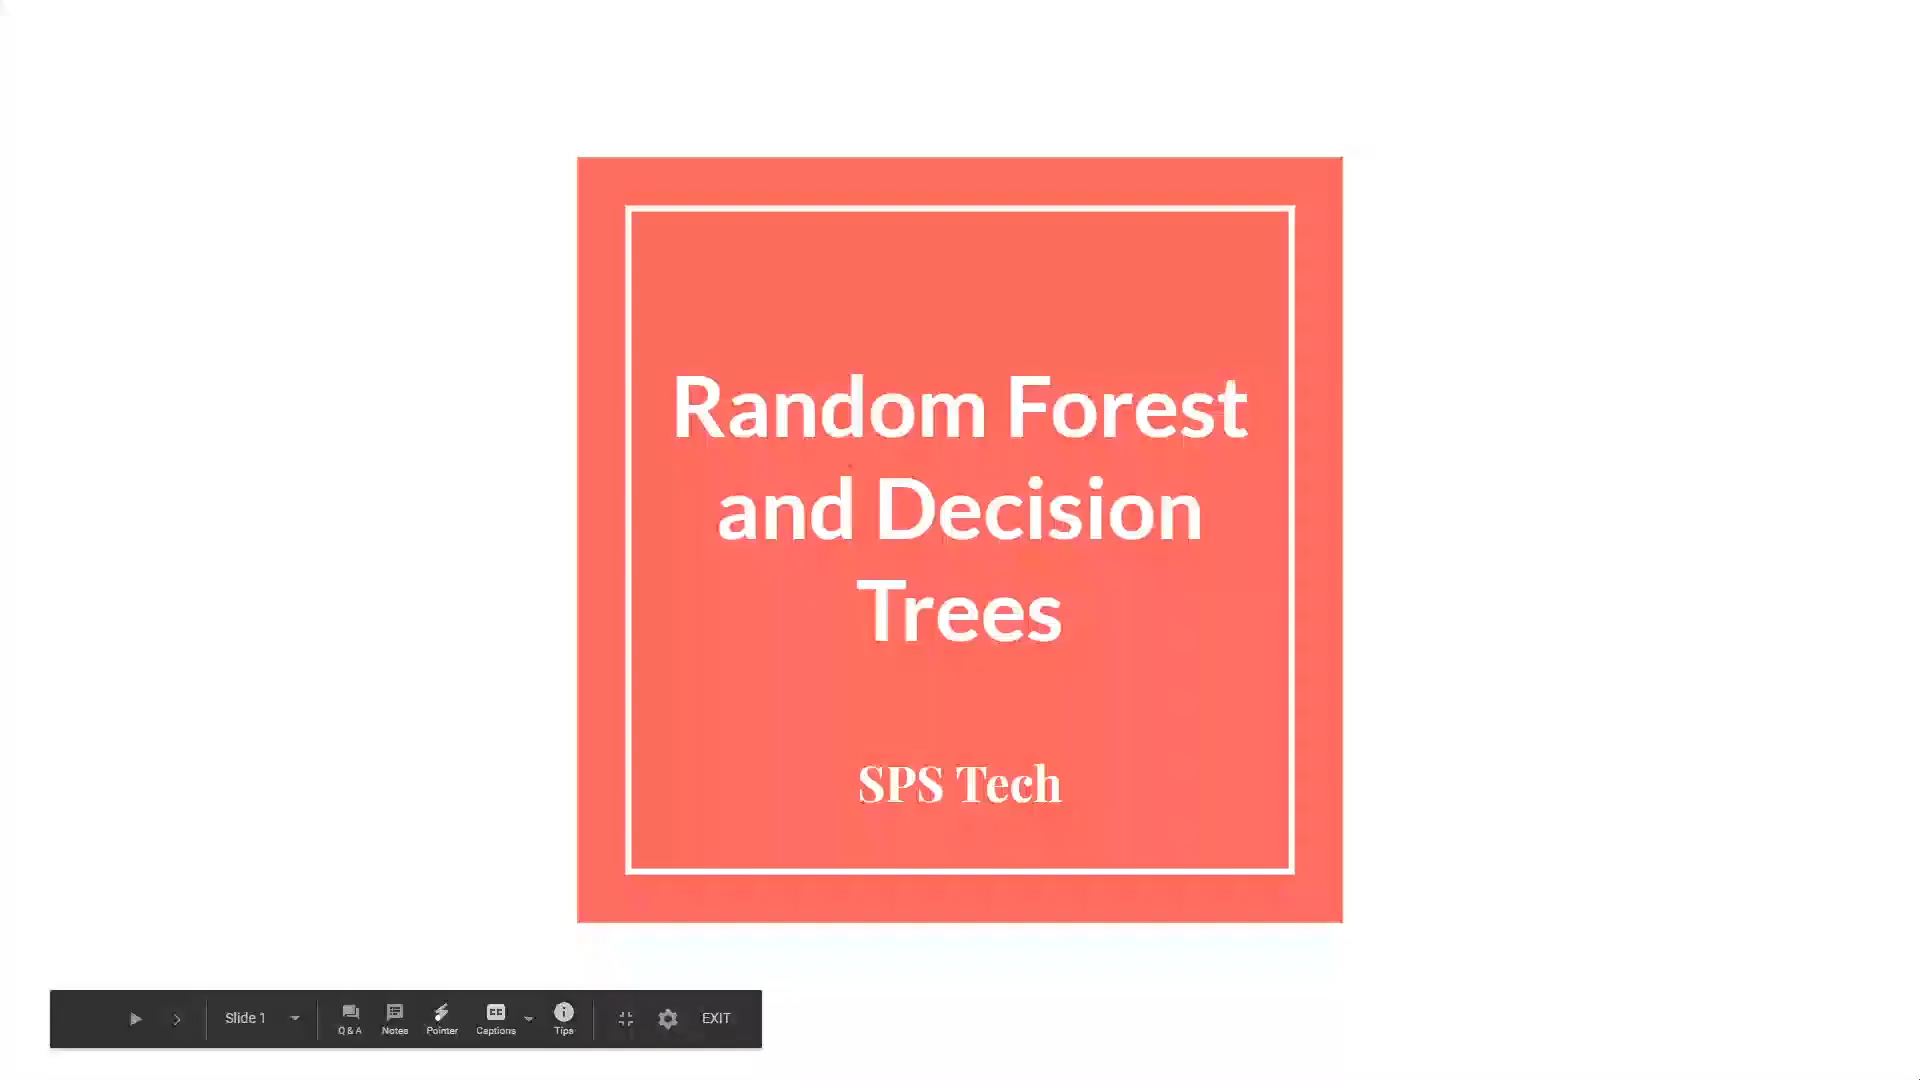 Random Forest
and Decision
Trees
SPS Tech
Slide 1
Q & A
Notes
Pointer
Captions
Tips
EXIT